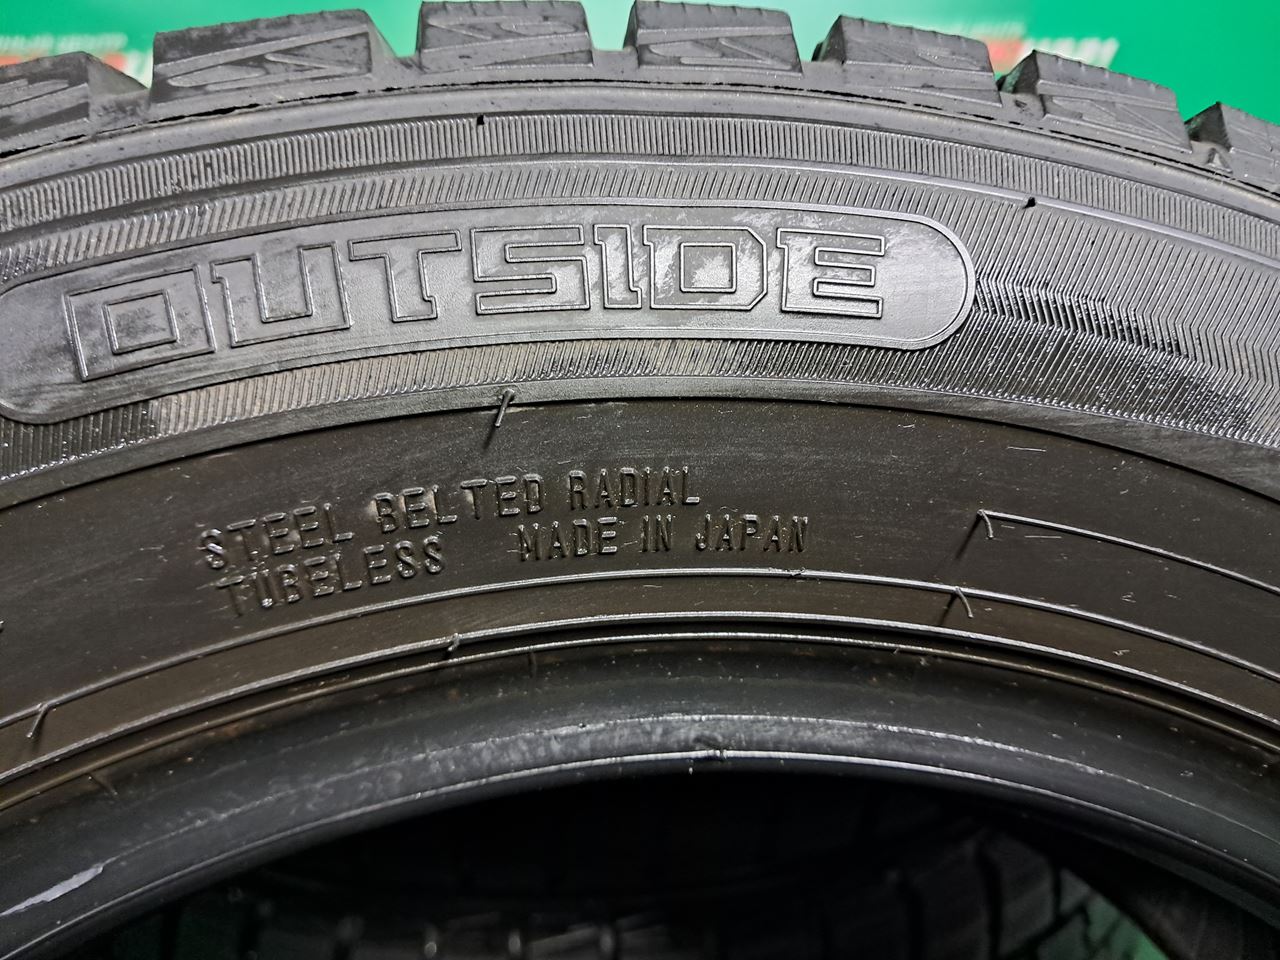 OUTSIDE
STEEL BELTED RADIAL
TUBELESS MADE IN JAPAN